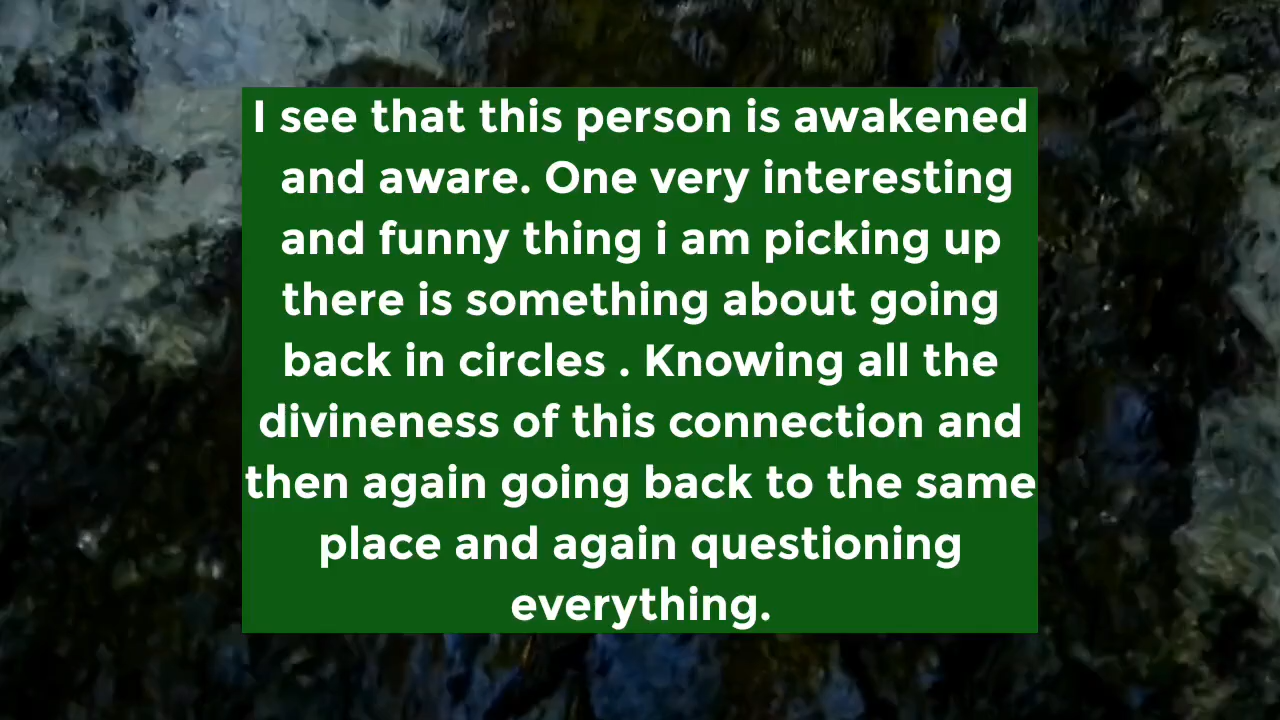 I see that this person is awakened
and aware. One very interesting
and funny thing i am picking up
there is something about going
back in circles . Knowing all the
divineness of this connection and
then again going back to the same
place and again questioning
everything.